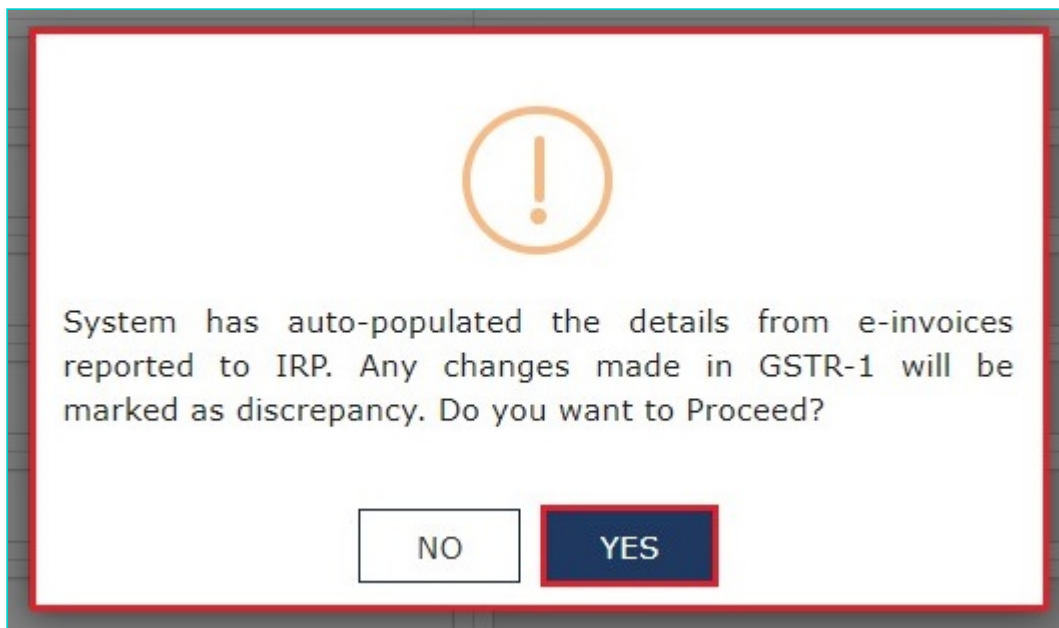 System has auto-populated the details from e-invoices
reported to IRP. Any changes made in GSTR-1 will be
marked as discrepancy. Do you want to Proceed?
NO
YES